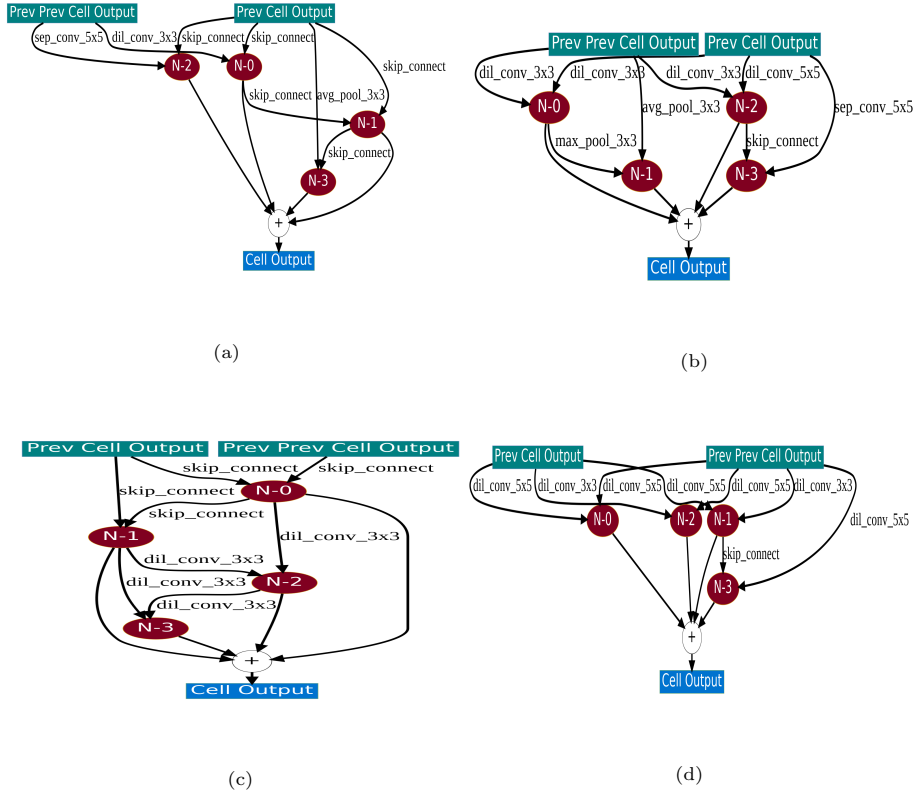 Prev Prev Cell Output
Prev Cell Output
sep_conv_5x5
dil_conv_3x3
skip_connect
skip_connect
skip_connect
N-2
N-0
skip_connect
avg_pool_3x3
N-1
skip_connect
N-3
+
Cell Output
(a)
Prev Prev Cell Output
Prev Cell Output
dil_conv_3x3
dil_conv_3x3
dil_conv_3x3
dil_conv_5x5
N-0
avg_pool_3x3
N-2
sep_conv_5x5
max_pool_3x3
skip_connect
N-1
N-3
+
Cell Output
(b)
Prev Cell Output
Prev Prev Cell Output
skip_connect
skip_connect
skip_connect
N-0
skip_connect
N-1
dil_conv_3x3
dil_conv_3x3
dil_conv_3x3
N-2
dil_conv_3x3
N-3
+
Cell Output
(c)
Prev Cell Output
Prev Prev Cell Output
dil_conv_5x5
dil_conv_3x3
dil_conv_5x5
dil_conv_5x5
dil_conv_5x5
dil_conv_3x3
N-0
N-2
N-1
dil_conv_5x5
skip_connect
N-3
+
Cell Output
(d)